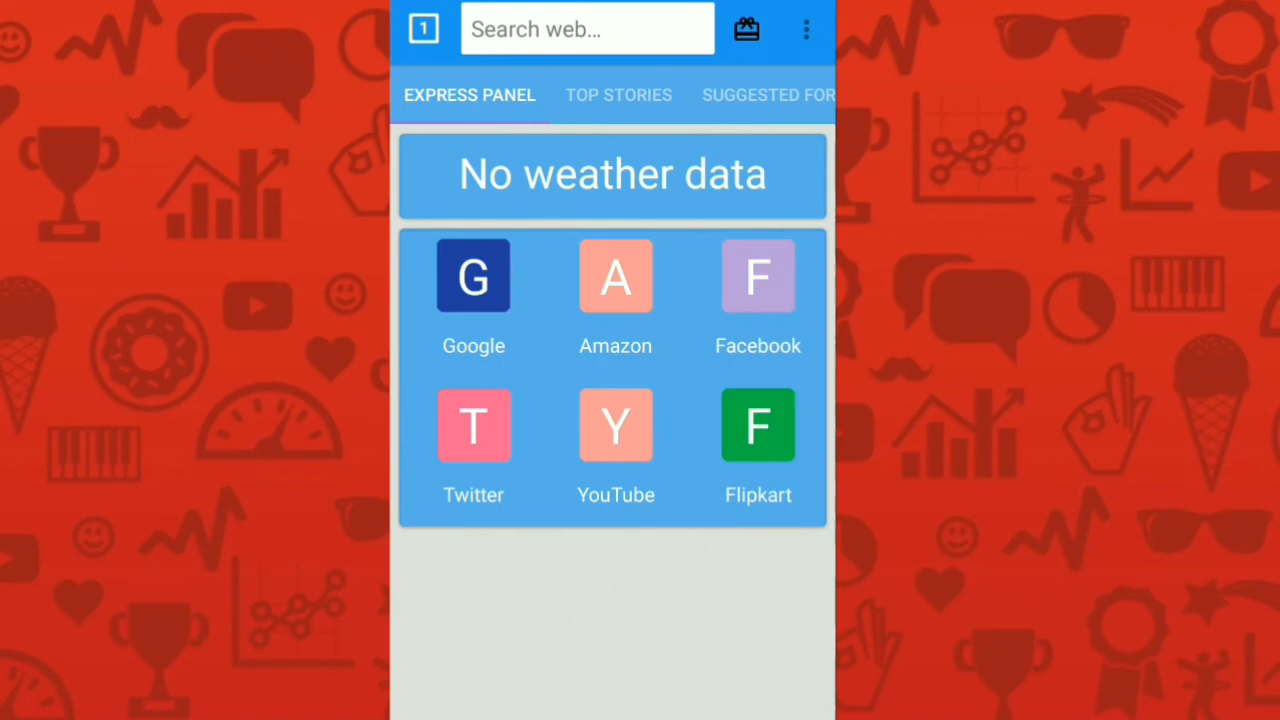 1
Search web...
EXPRESS PANEL TOP STORIES SUGGESTED FOR
No weather data
G A F
Google Amazon Facebook
T Y F
Twitter YouTube Flipkart